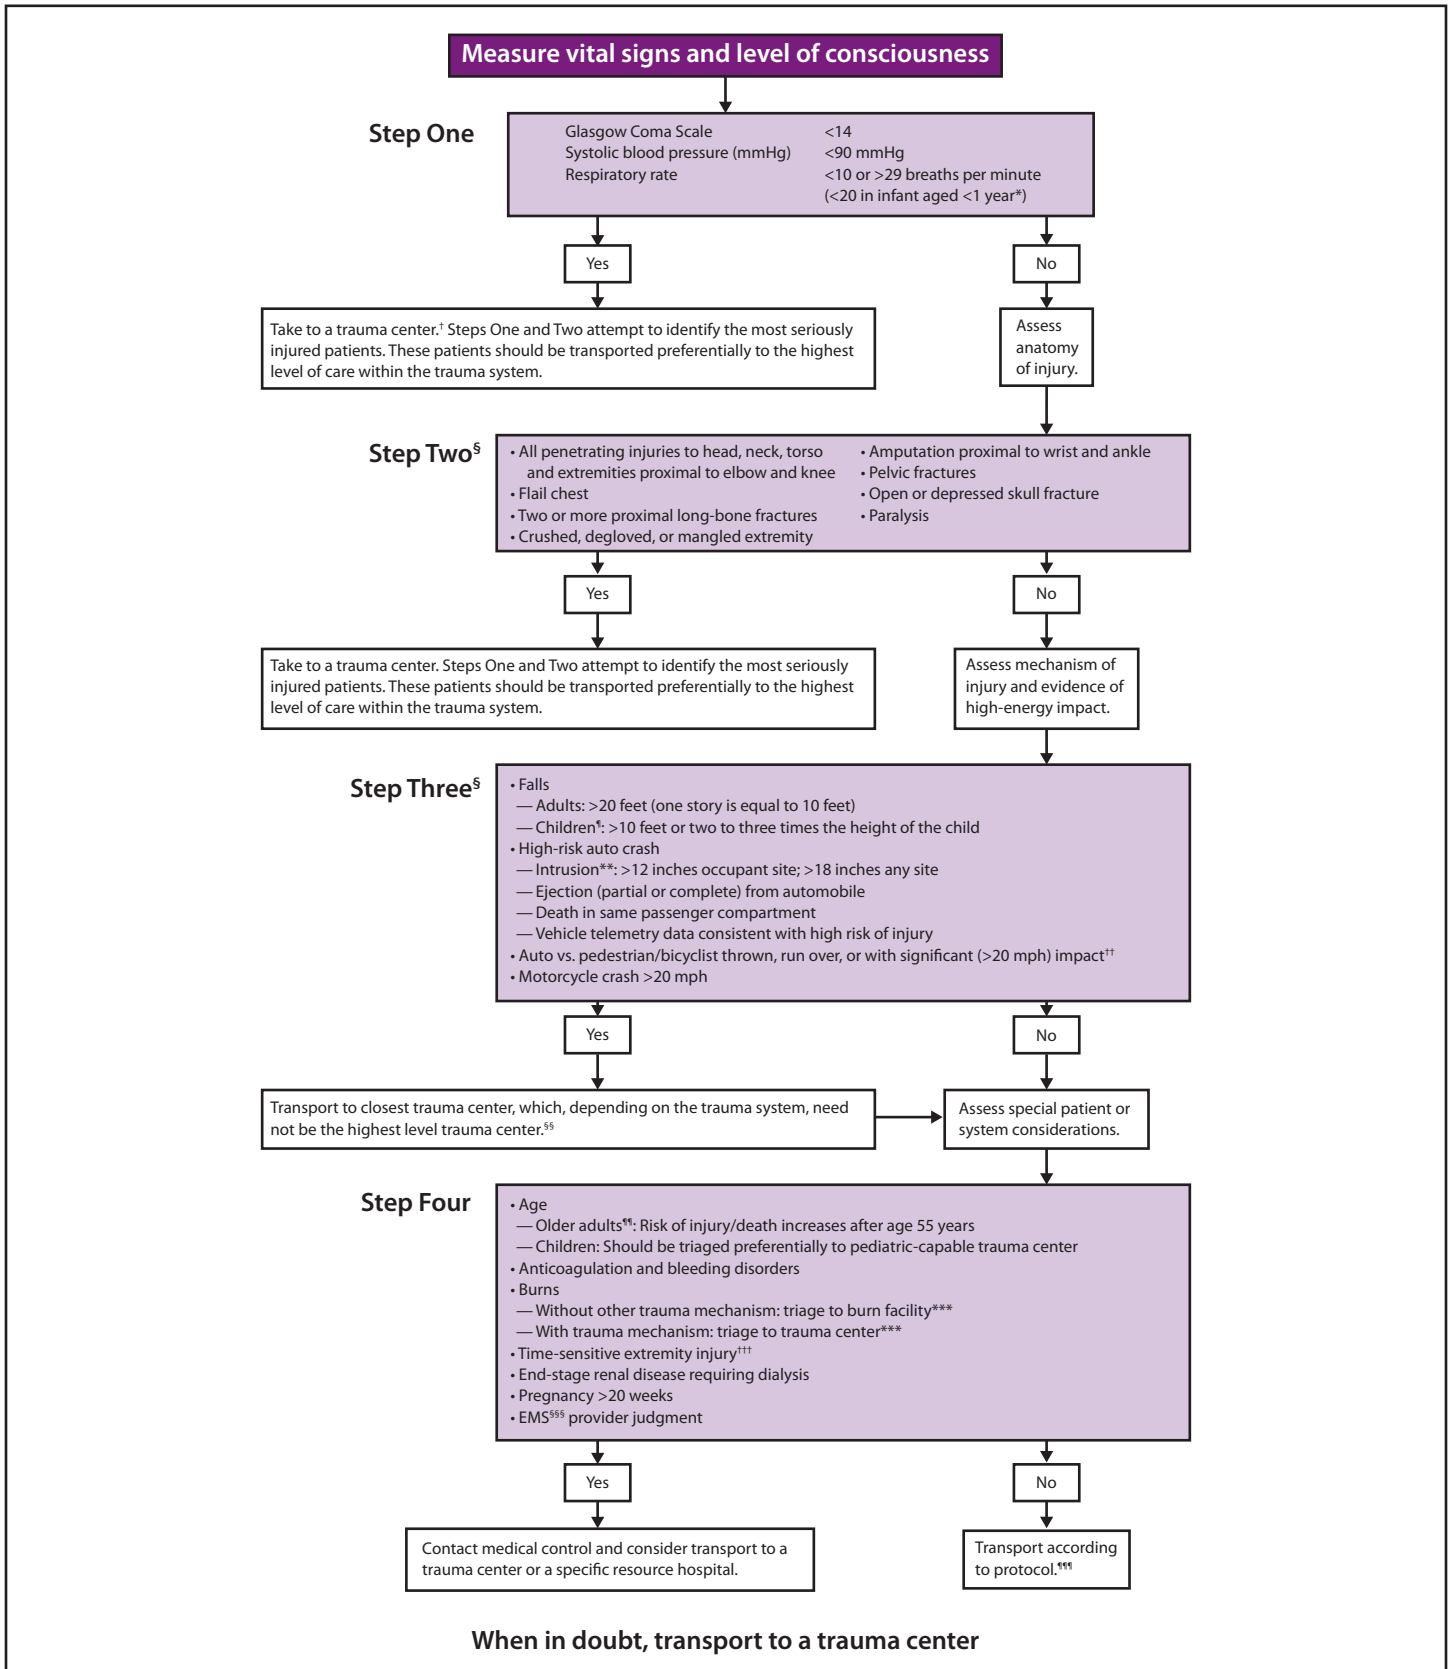 Measure vital signs and level of consciousness
Step One
Glasgow Coma Scale <14
Systolic blood pressure (mmHg) <90 mmHg
Respiratory rate <10 or >29 breaths per minute
(<20 in infant aged <1 year*)
Yes
No
Take to a trauma center.† Steps One and Two attempt to identify the most seriously
injured patients. These patients should be transported preferentially to the highest
level of care within the trauma system.
Assess
anatomy
of injury.
Step Two§
• All penetrating injuries to head, neck, torso
and extremities proximal to elbow and knee
• Flail chest
• Two or more proximal long-bone fractures
• Crushed, degloved, or mangled extremity
• Amputation proximal to wrist and ankle
• Pelvic fractures
• Open or depressed skull fracture
• Paralysis
Yes
No
Take to a trauma center. Steps One and Two attempt to identify the most seriously
injured patients. These patients should be transported preferentially to the highest
level of care within the trauma system.
Assess mechanism of
injury and evidence of
high-energy impact.
Step Three§
• Falls
— Adults: >20 feet (one story is equal to 10 feet)
— Children¶: >10 feet or two to three times the height of the child
• High-risk auto crash
— Intrusion**: >12 inches occupant site; >18 inches any site
— Ejection (partial or complete) from automobile
— Death in same passenger compartment
— Vehicle telemetry data consistent with high risk of injury
• Auto vs. pedestrian/bicyclist thrown, run over, or with significant (>20 mph) impact††
• Motorcycle crash >20 mph
Yes
No
Transport to closest trauma center, which, depending on the trauma system, need
not be the highest level trauma center.§§
Assess special patient or
system considerations.
Step Four
• Age
— Older adults¶¶: Risk of injury/death increases after age 55 years
— Children: Should be triaged preferentially to pediatric-capable trauma center
• Anticoagulation and bleeding disorders
• Burns
— Without other trauma mechanism: triage to burn facility***
— With trauma mechanism: triage to trauma center***
• Time-sensitive extremity injury†††
• End-stage renal disease requiring dialysis
• Pregnancy >20 weeks
• EMS§§§ provider judgment
Yes
No
Contact medical control and consider transport to a
trauma center or a specific resource hospital.
Transport according
to protocol.¶¶¶
When in doubt, transport to a trauma center